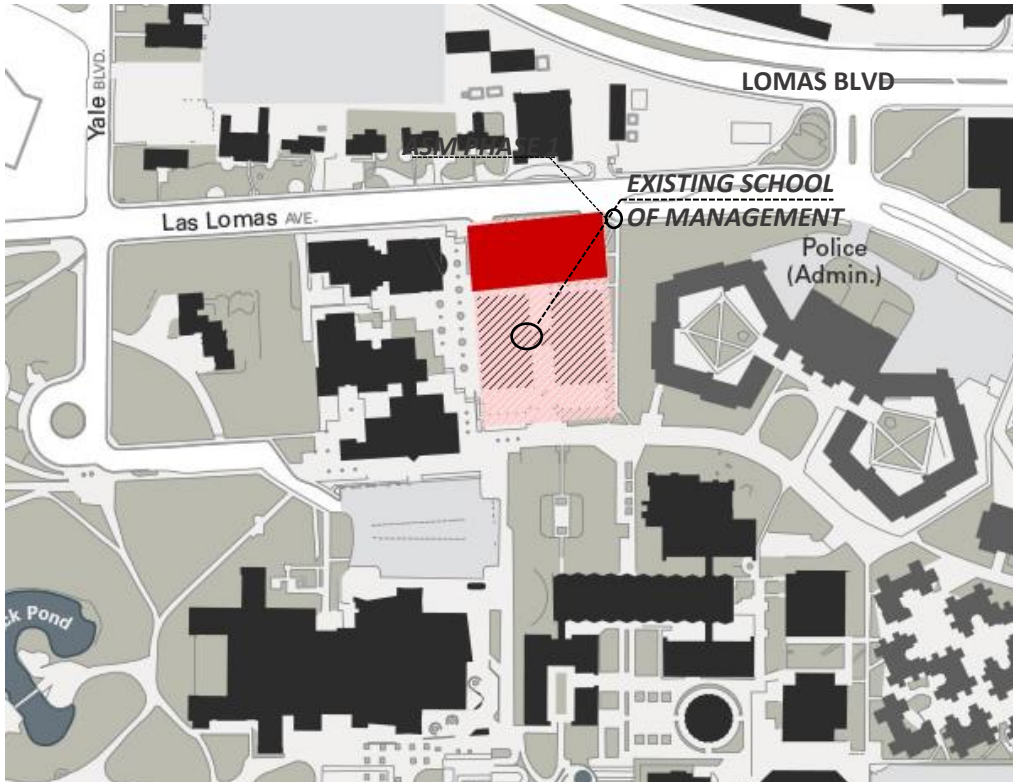 LOMAS BLVD
Yale BLVD.
ASM PHASE 1
EXISTING SCHOOL
OF MANAGEMENT
Las Lomas AVE.
Police
(Admin.)
ck Pond